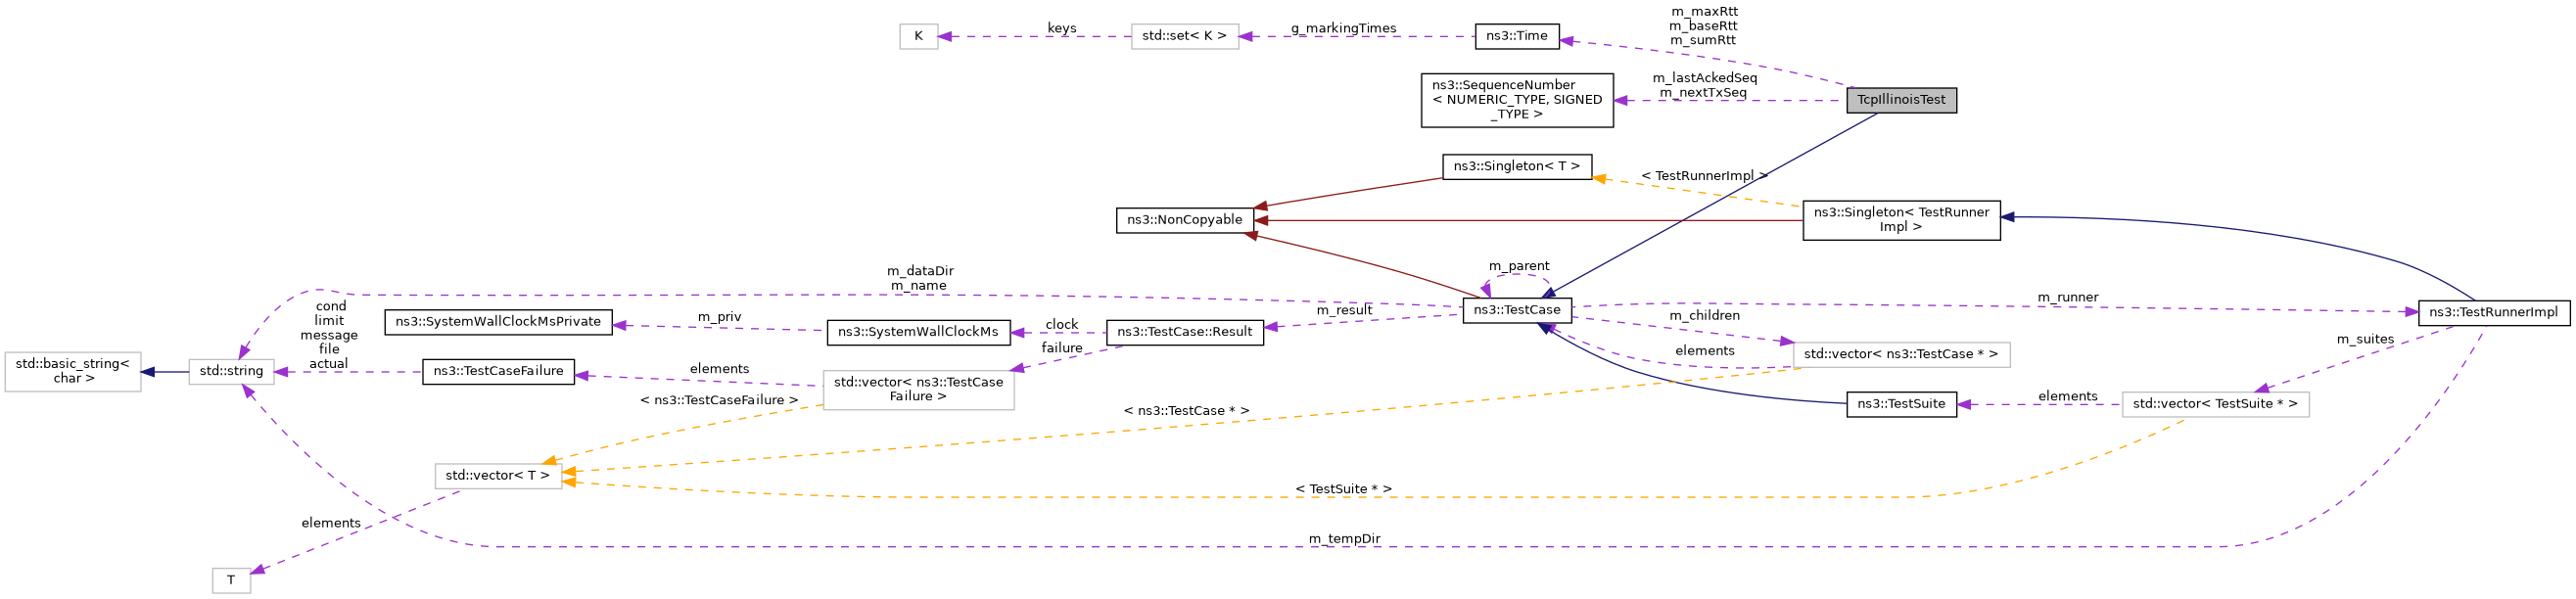 m_maxRtt
m_baseRtt
m_sumRtt
K
keys
std::set< K >
g_markingTimes
ns3::Time
m_lastAckedSeq
m_nextTxSeq
ns3::SequenceNumber
< NUMERIC_TYPE, SIGNED
_TYPE >
TcpIllinoisTest
ns3::Singleton< T >
< TestRunnerImpl >
ns3::NonCopyable
ns3::Singleton< TestRunner
Impl >
m_parent
m_dataDir
m_name
m_runner
cond
limit
message
file
actual
ns3::SystemWallClockMsPrivate
m_priv
ns3::SystemWallClockMs
clock
failure
ns3::TestCase::Result
m_result
ns3::TestCase
m_children
elements
std::vector< ns3::TestCase * >
ns3::TestRunnerImpl
m_suites
std::basic_string<
char >
std::string
ns3::TestCaseFailure
elements
std::vector< ns3::TestCase
Failure >
< ns3::TestCaseFailure >
< ns3::TestCase * >
ns3::TestSuite
elements
std::vector< TestSuite * >
std::vector< T >
< TestSuite * >
elements
m_tempDir
T